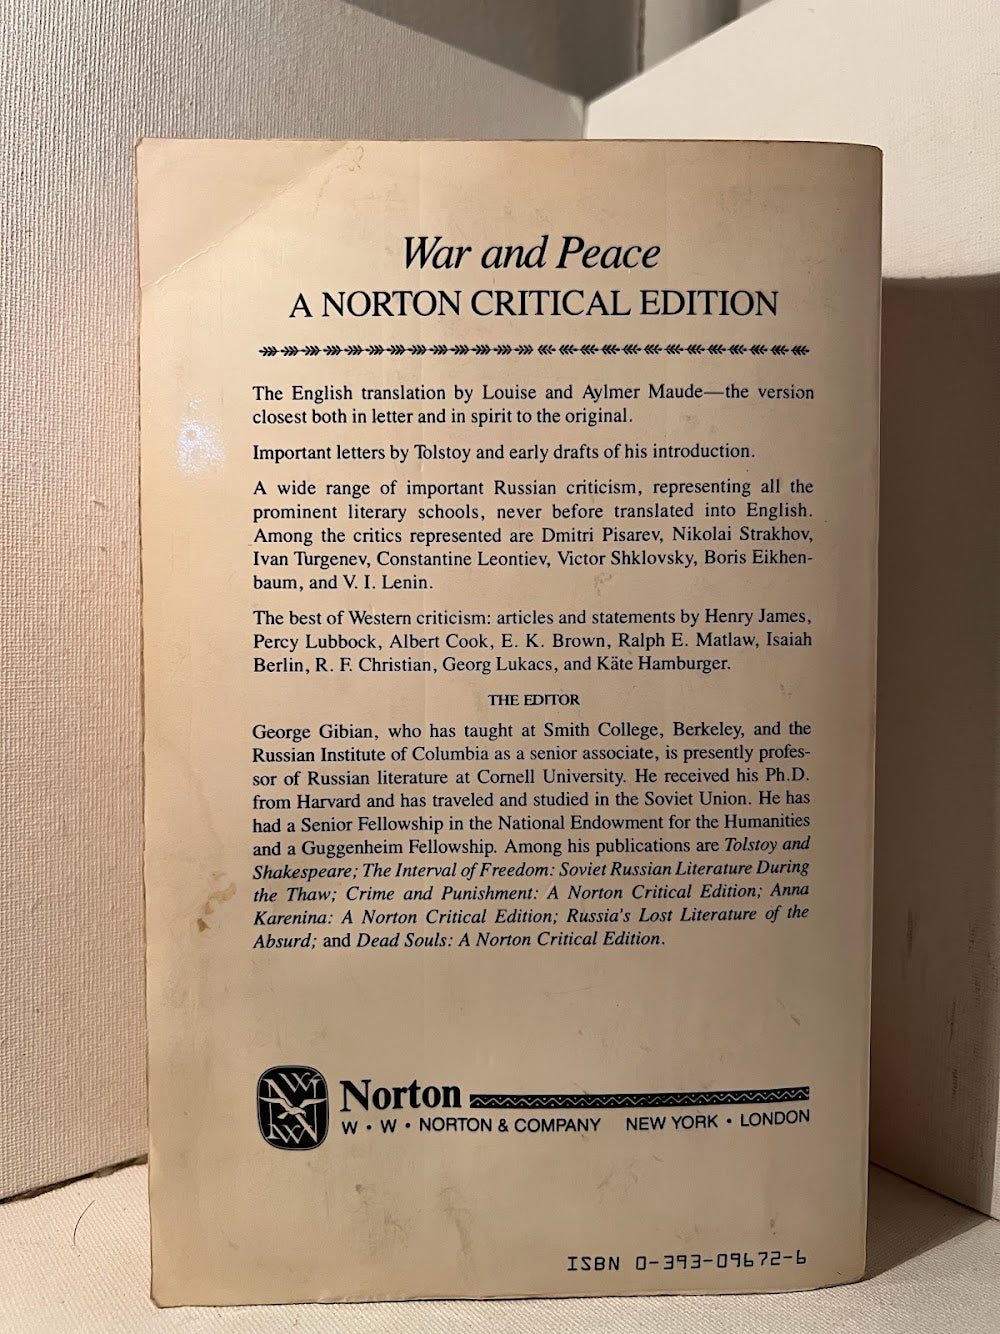 War and Peace
A NORTON CRITICAL EDITION
The English translation by Louise and Aylmer Maude—the version
closest both in letter and in spirit to the original.
Important letters by Tolstoy and early drafts of his introduction.
A wide range of important Russian criticism, representing all the
prominent literary schools, never before translated into English.
Among the critics represented are Dmitri Pisarev, Nikolai Strakhov,
Ivan Turgenev, Constantine Leontiev, Victor Shklovsky, Boris Eikhen-
baum, and V. I. Lenin.
The best of Western criticism: articles and statements by Henry James,
Percy Lubbock, Albert Cook, E. K. Brown, Ralph E. Matlaw, Isaiah
Berlin, R. F. Christian, Georg Lukacs, and Käte Hamburger.
THE EDITOR
George Gibian, who has taught at Smith College, Berkeley, and the
Russian Institute of Columbia as a senior associate, is presently profes-
sor of Russian literature at Cornell University. He received his Ph.D.
from Harvard and has traveled and studied in the Soviet Union. He has
had a Senior Fellowship in the National Endowment for the Humanities
and a Guggenheim Fellowship. Among his publications are Tolstoy and
Shakespeare; The Interval of Freedom: Soviet Russian Literature During
the Thaw; Crime and Punishment: A Norton Critical Edition; Anna
Karenina: A Norton Critical Edition; Russia's Lost Literature of the
Absurd; and Dead Souls: A Norton Critical Edition.
Norton
W • W • NORTON & COMPANY NEW YORK • LONDON
ISBN 0-393-09672-6